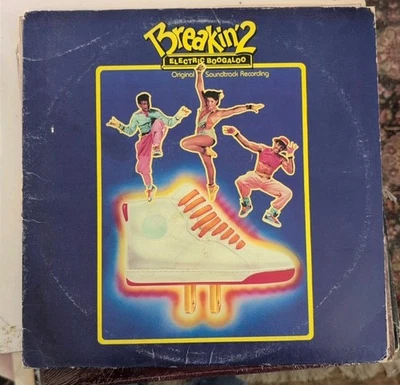 Breakin' 2
ELECTRIC BOOGALOO
Original Soundtrack Recording